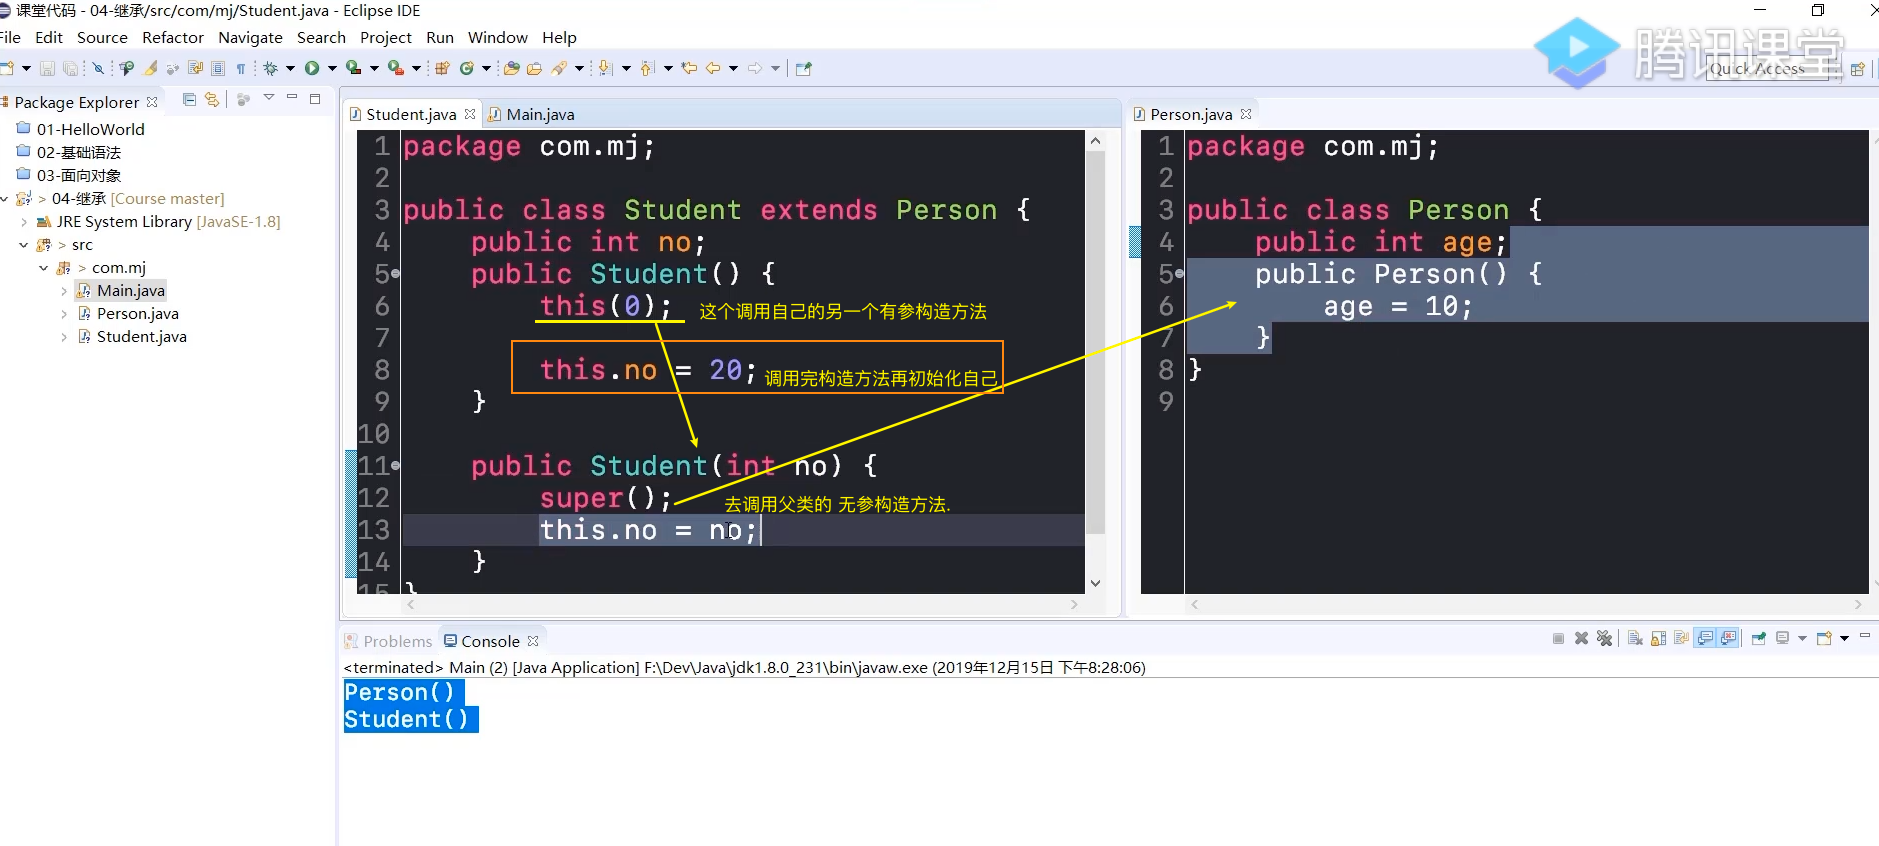 课堂代码 - 04-继承/src/com/mj/Student.java - Eclipse IDE
File Edit Source Refactor Navigate Search Project Run Window Help
腾讯课堂
Quick Access
Package Explorer
01-HelloWorld
02-基础语法
03-面向对象
> 04-继承 [Course master]
JRE System Library [JavaSE-1.8]
> src
> com.mj
Main.java
Person.java
Student.java
Student.java Main.java
1 package com.mj;
2
3 public class Student extends Person {
4 public int no;
5 public Student() {
6 this(0); 这个调用自己的另一个有参构造方法
7
8 this.no = 20; 调用完构造方法再初始化自己
9 }
10
11 public Student(int no) {
12 super(); 去调用父类的 无参构造方法.
13 this.no = no;
14 }
15 }
Person.java
1 package com.mj;
2
3 public class Person {
4 public int age;
5 public Person() {
6 age = 10;
7 }
8 }
9
Problems Console
<terminated> Main (2) [Java Application] F:\Dev\Java\jdk1.8.0_231\bin\javaw.exe (2019年12月15日 下午8:28:06)
Person()
Student()